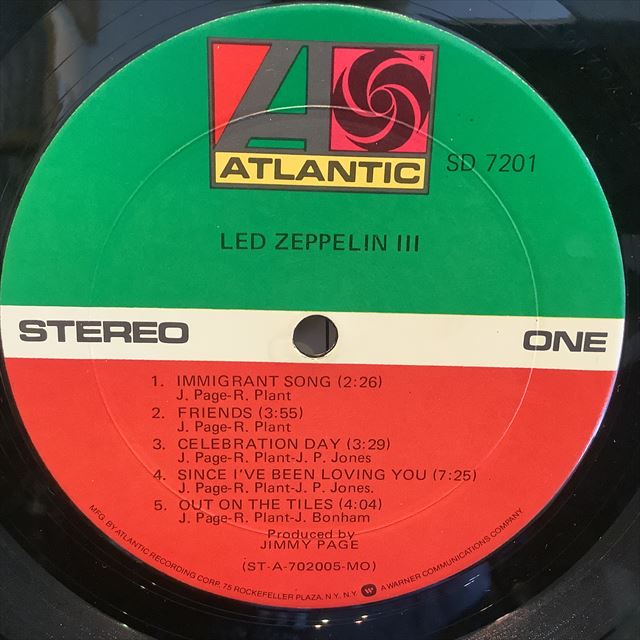 ®
ATLANTIC
SD 7201
LED ZEPPELIN III
STEREO
ONE
1. IMMIGRANT SONG (2:26)
J. Page-R. Plant
2. FRIENDS (3:55)
J. Page-R. Plant
3. CELEBRATION DAY (3:29)
J. Page-R. Plant-J. P. Jones
4. SINCE I'VE BEEN LOVING YOU (7:25)
J. Page-R. Plant-J. P. Jones.
5. OUT ON THE TILES (4:04)
J. Page-R. Plant-J. Bonham
Produced by
JIMMY PAGE
(ST-A-702005-MO)
MFG. BY ATLANTIC RECORDING CORP. 75 ROCKEFELLER PLAZA, N.Y. N.Y. W A WARNER COMMUNICATIONS COMPANY